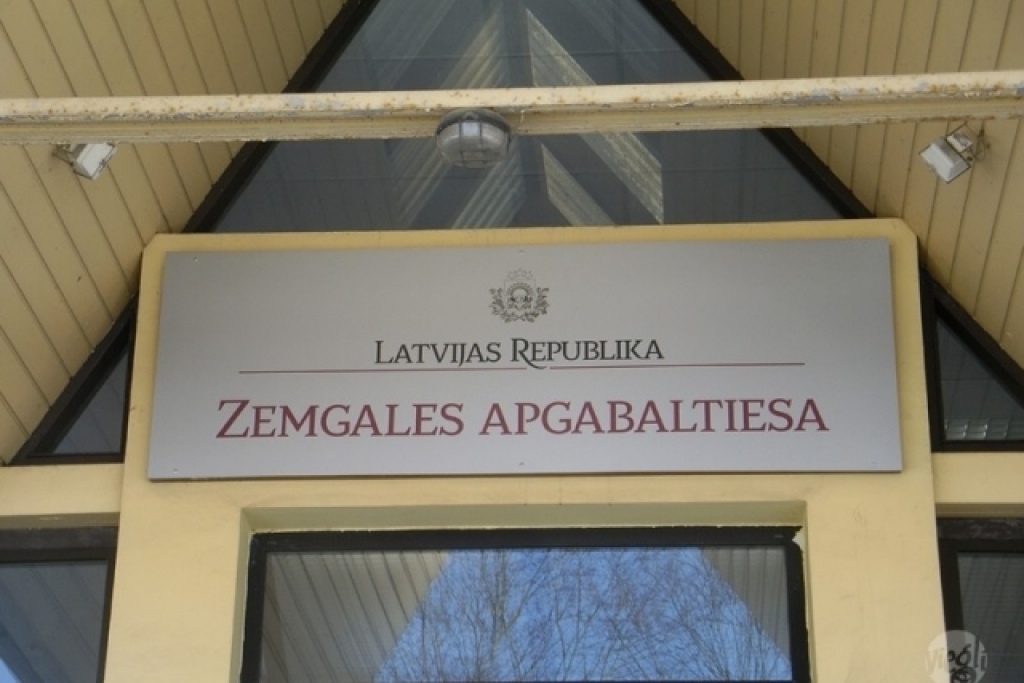 LATVIJAS REPUBLIKA
ZEMGALES APGABALTIESA